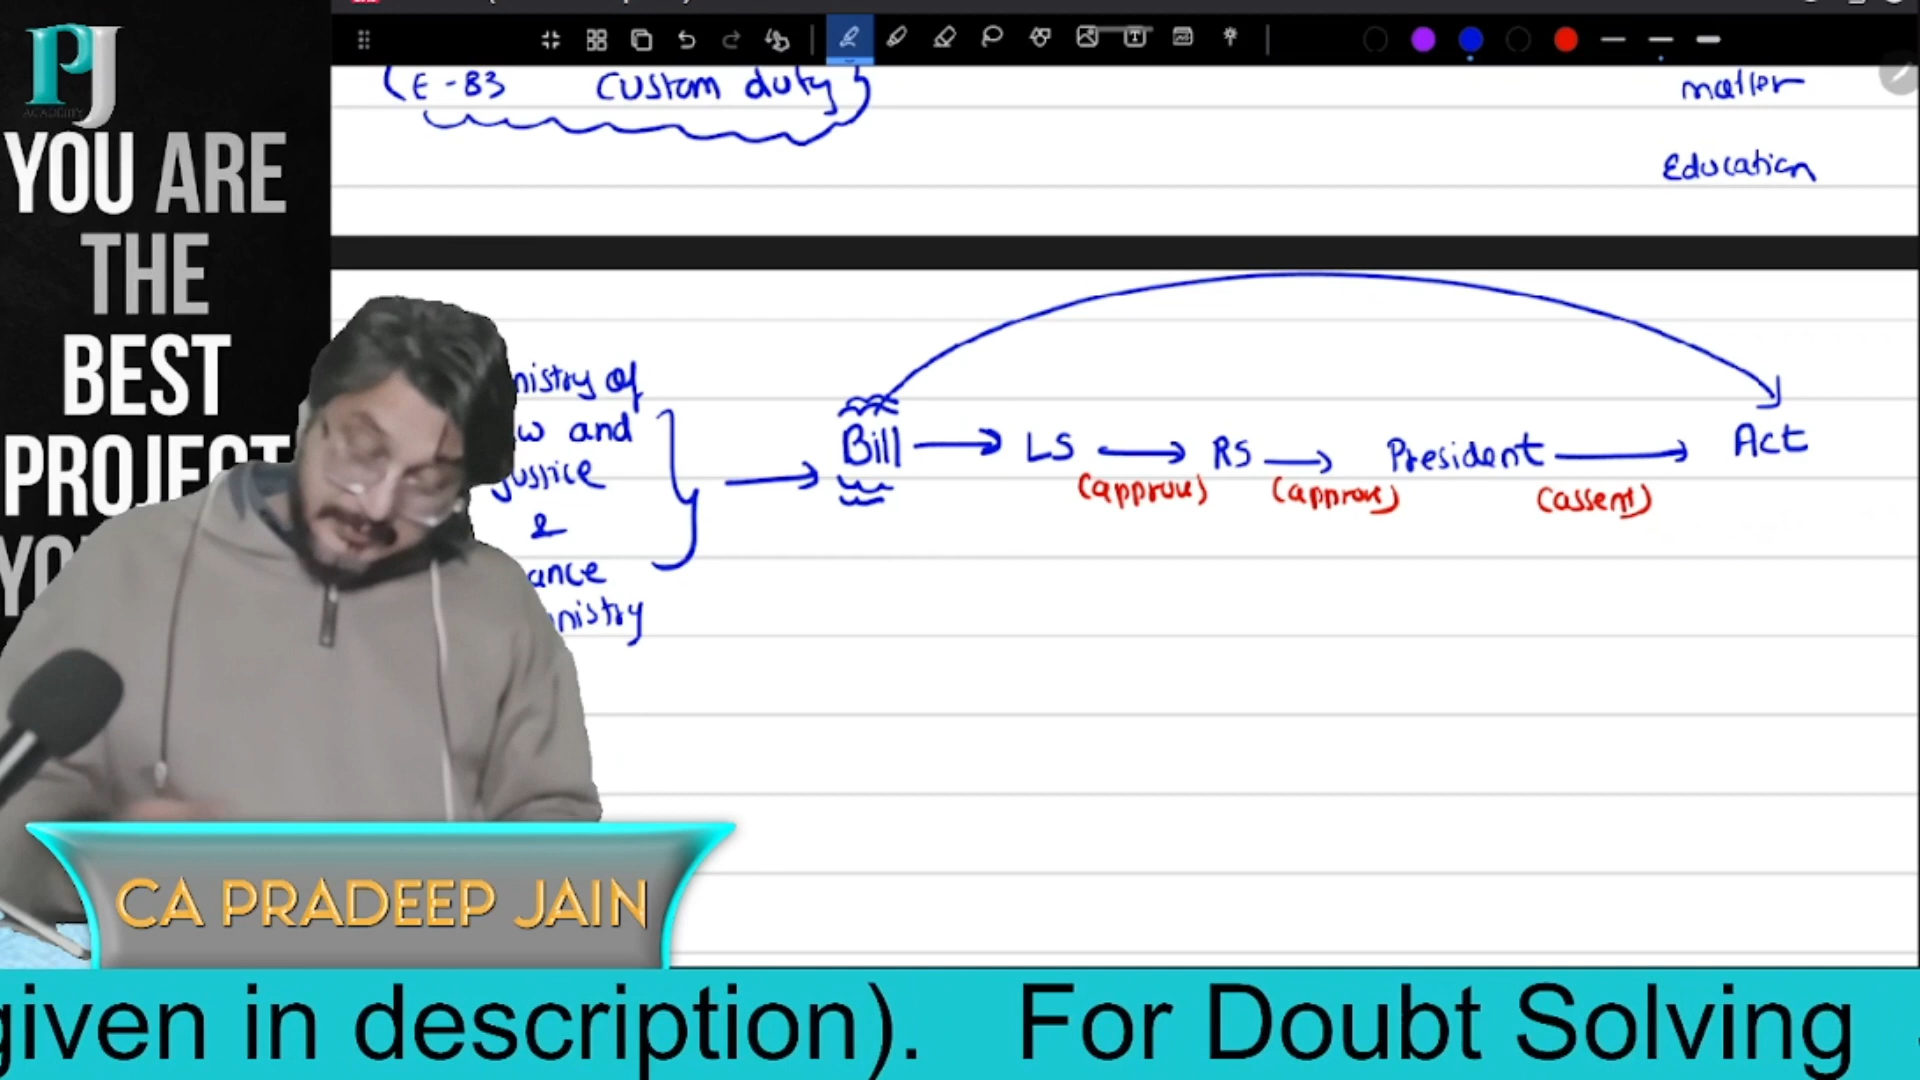 PJ
ACADEMY
YOU ARE
THE
BEST
PROJECT
(E-83 Custom duty)
matter
Education
nistry of
w and
Justice
&
ance
nistry
Bill → LS → RS → President → Act
(approve) (approve) (assent)
CA PRADEEP JAIN
given in description). For Doubt Solving